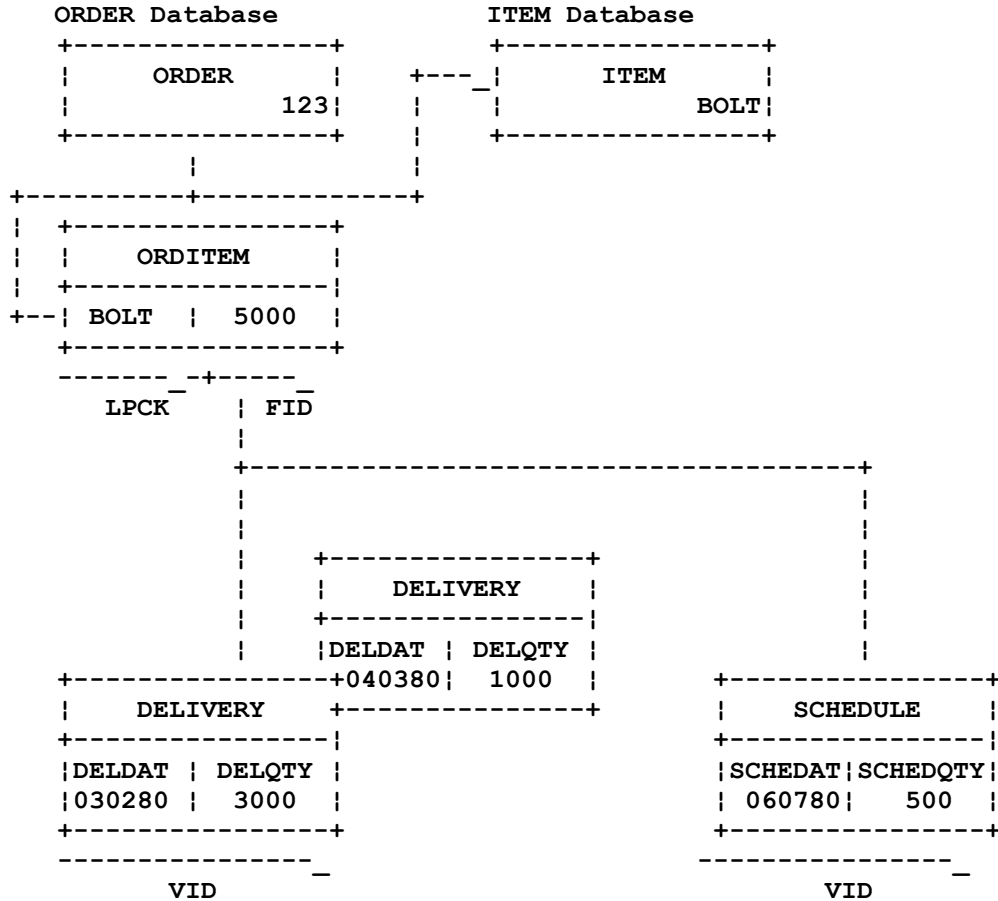 ORDER Database ITEM Database
ORDER ITEM
123 BOLT
ORDITEM
BOLT 5000
LPCK FID
DELIVERY
DELDAT DELQTY
040380 1000
DELIVERY SCHEDULE
DELDAT DELQTY SCHEDAT SCHEDQTY
030280 3000 060780 500
VID VID